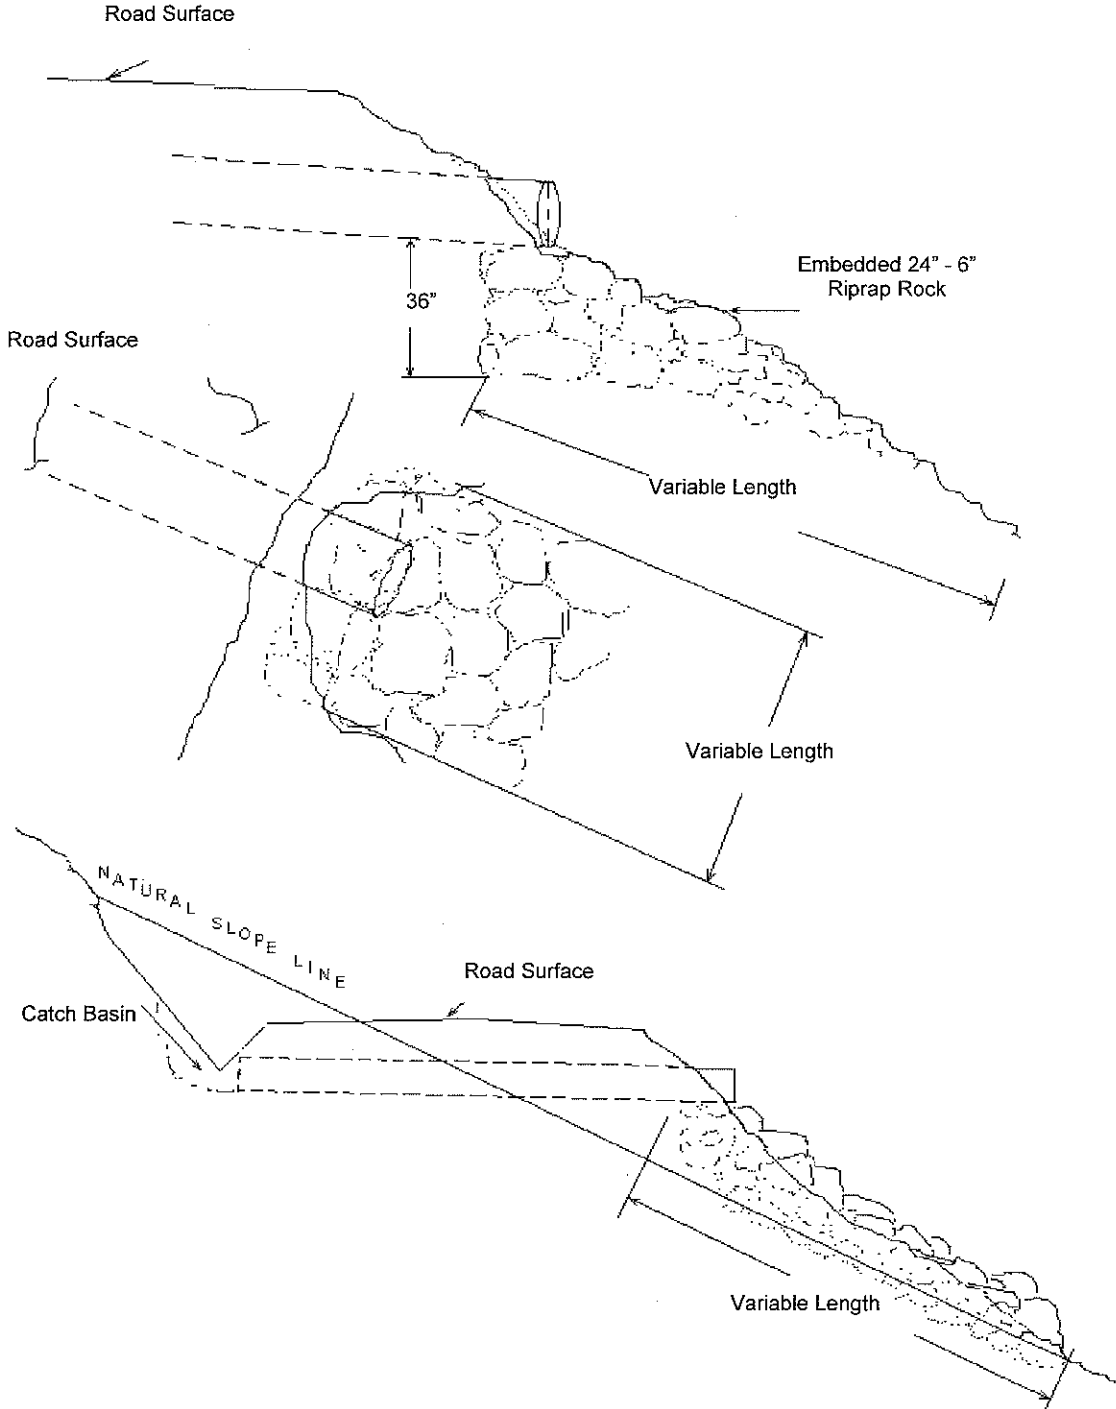 Road Surface
Embedded 24” - 6”
Riprap Rock
36”
Road Surface
Variable Length
Variable Length
NATURAL SLOPE LINE
Road Surface
Catch Basin
Variable Length